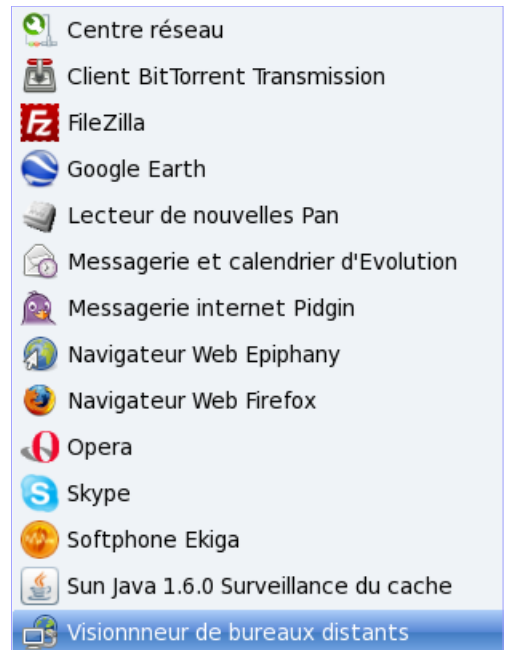 Centre réseau
Client BitTorrent Transmission
FileZilla
Google Earth
Lecteur de nouvelles Pan
Messagerie et calendrier d'Evolution
Messagerie internet Pidgin
Navigateur Web Epiphany
Navigateur Web Firefox
Opera
Skype
Softphone Ekiga
Sun Java 1.6.0 Surveillance du cache
Visionnneur de bureaux distants